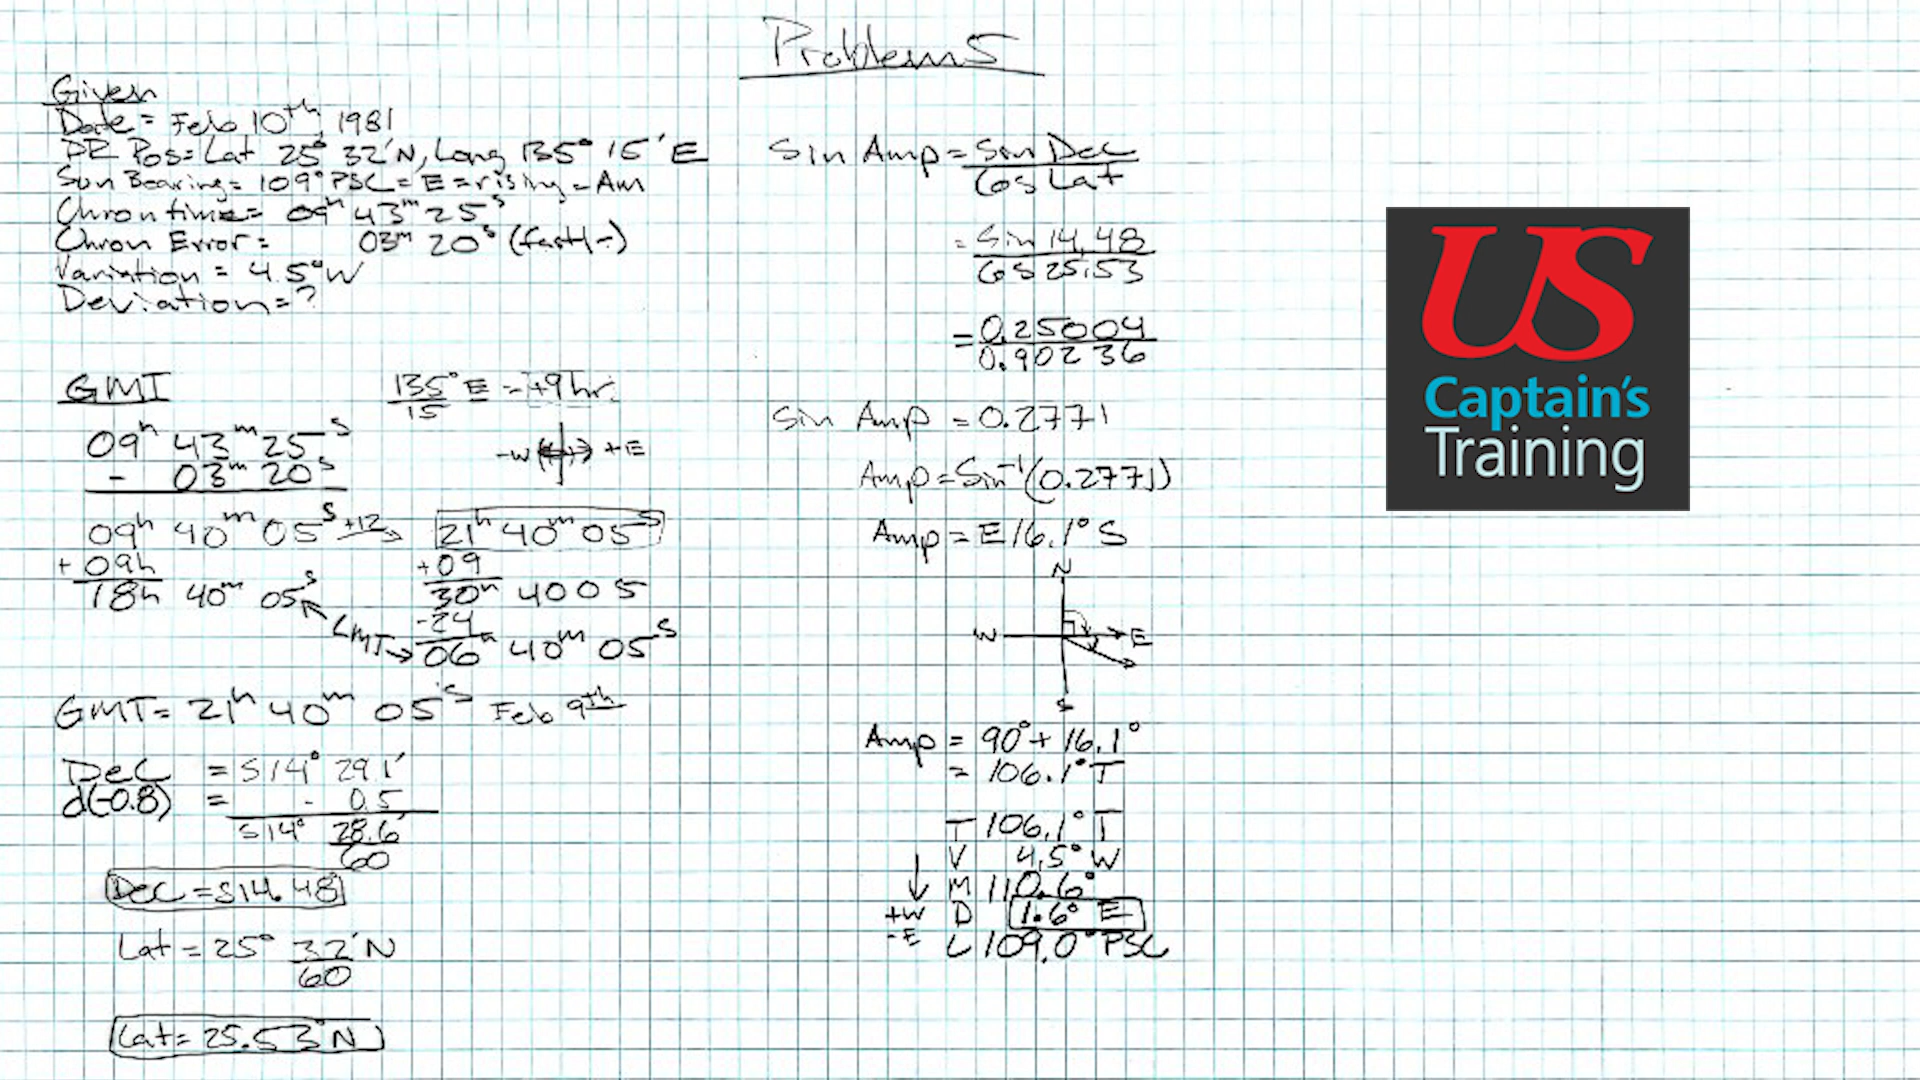 Problem 5
Given
Date = Feb 10th, 1981
DR Pos = Lat 25° 32'N, Long 135° 15' E
Sun Bearing = 109° PSC = E = rising = Am
Chron time = 09h 43m 25s
Chron Error = 03m 20s (fast)(-)
Variation = 4.5°W
Deviation = ?
GMT
135° E = +9hr.
15
09h 43m 25s
- 03m 20s
-W +E
09h 40m 05s +12 → 21h 40m 05s
+ 09h
18h 40m 05s
+09
30h 40 05
-24
LMT → 06h 40m 05s
GMT = 21h 40m 05s Feb 9th
Dec = S14° 29.1'
d(-0.8) = - 0.5
S14° 28.6'
60
Dec = S14.48
Lat = 25° 32'N
60
Lat = 25.53°N
Sin Amp = Sin Dec
Cos Lat
= Sin 14.48
Cos 25.53
= 0.25004
0.90236
Sin Amp = 0.2771
Amp = Sin⁻¹(0.2771)
Amp = E16.1° S
N
W E
S
Amp = 90° + 16.1°
= 106.1° T
T 106.1° T
V 4.5° W
M 110.6°
+W D 1.6° E
-E C 109.0° PSC
US
Captain's
Training